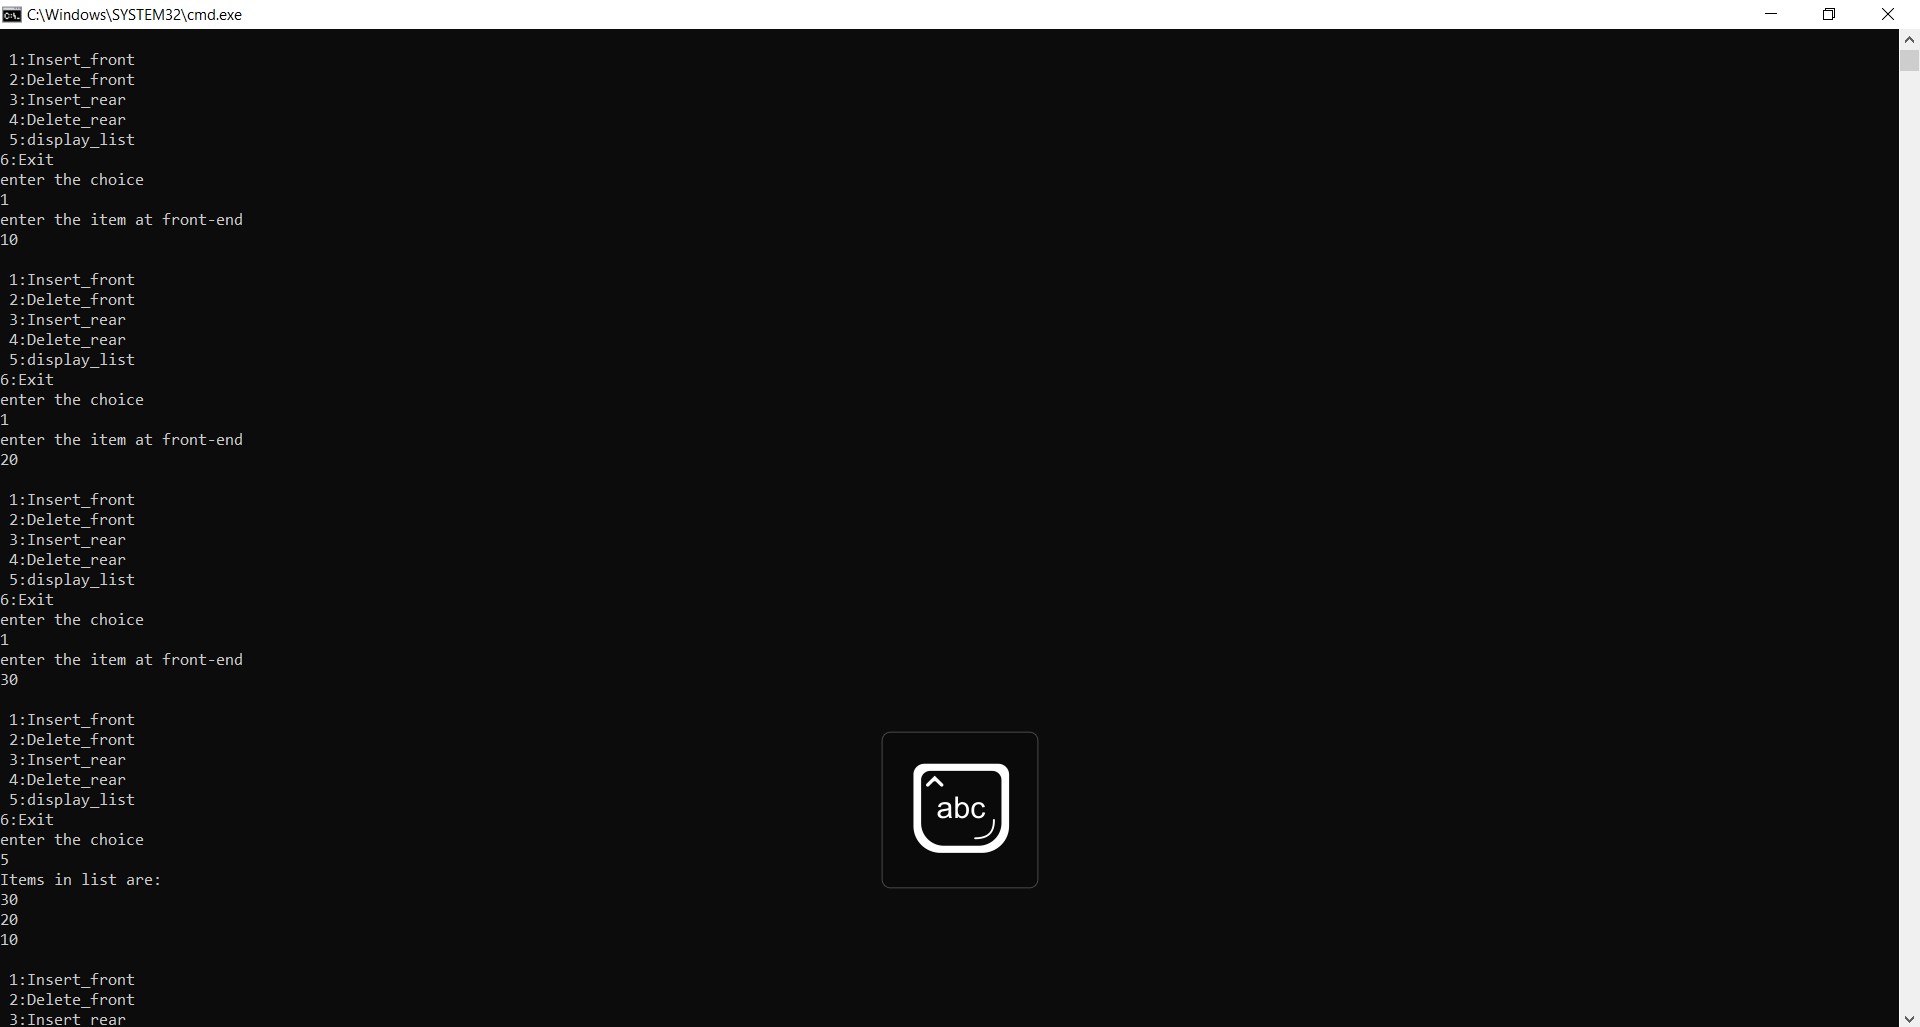 C:\Windows\SYSTEM32\cmd.exe
1:Insert_front
2:Delete_front
3:Insert_rear
4:Delete_rear
5:display_list
6:Exit
enter the choice
1
enter the item at front-end
10
1:Insert_front
2:Delete_front
3:Insert_rear
4:Delete_rear
5:display_list
6:Exit
enter the choice
1
enter the item at front-end
20
1:Insert_front
2:Delete_front
3:Insert_rear
4:Delete_rear
5:display_list
6:Exit
enter the choice
1
enter the item at front-end
30
1:Insert_front
2:Delete_front
3:Insert_rear
4:Delete_rear
5:display_list
6:Exit
enter the choice
5
Items in list are:
30
20
10
1:Insert_front
2:Delete_front
3:Insert_rear
abc